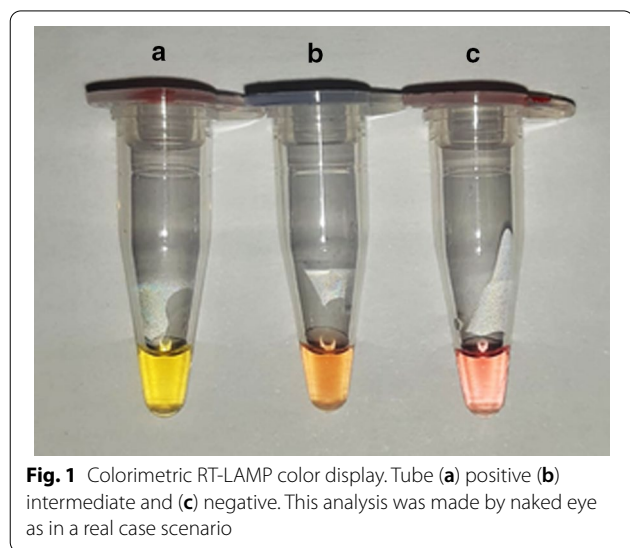 a b c
Fig. 1 Colorimetric RT-LAMP color display. Tube (a) positive (b)
intermediate and (c) negative. This analysis was made by naked eye
as in a real case scenario